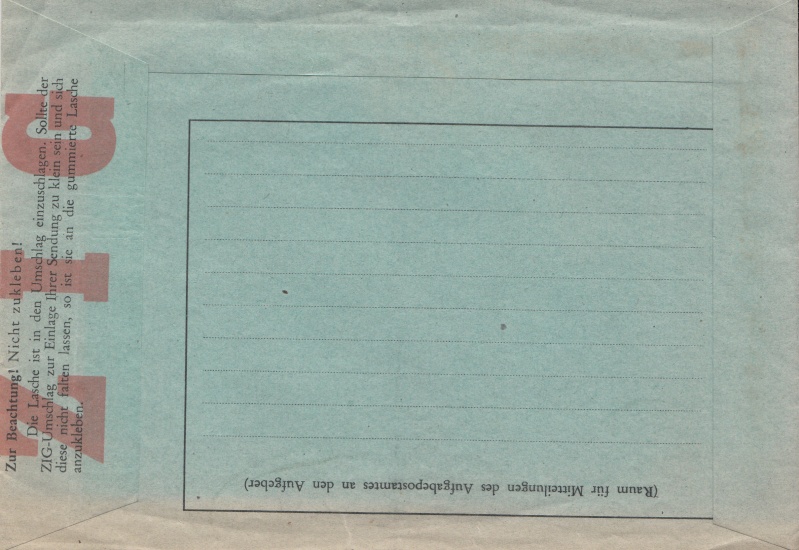 ZIG
Zur Beachtung! Nicht zukleben!
Die Lasche ist in den Umschlag einzuschlagen. Sollte der
ZIG-Umschlag zur Einlage Ihrer Sendung zu klein sein und sich
diese nicht falten lassen, so ist sie an die gummierte Lasche
anzukleben.
(Raum für Mitteilungen des Aufgabepostamtes an den Aufgeber)